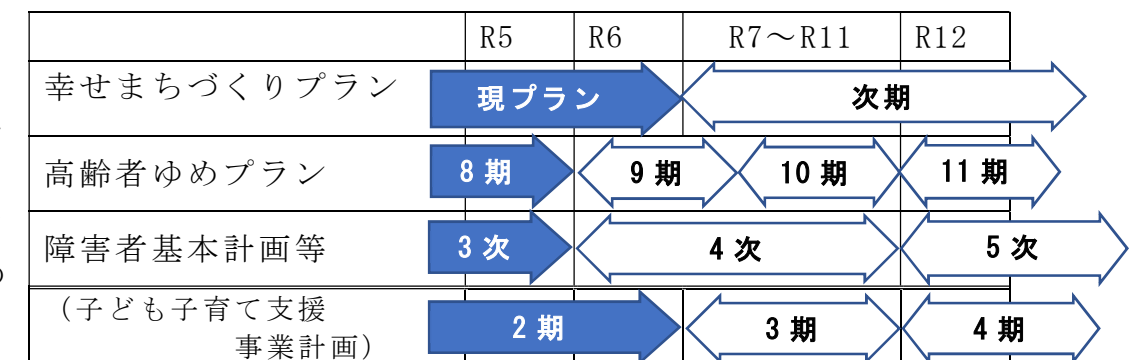 R5 R6 R7～R11 R12
幸せまちづくりプラン 現プラン 次期
高齢者ゆめプラン 8期 9期 10期 11期
障害者基本計画等 3次 4次 5次
（子ども子育て支援
事業計画） 2期 3期 4期